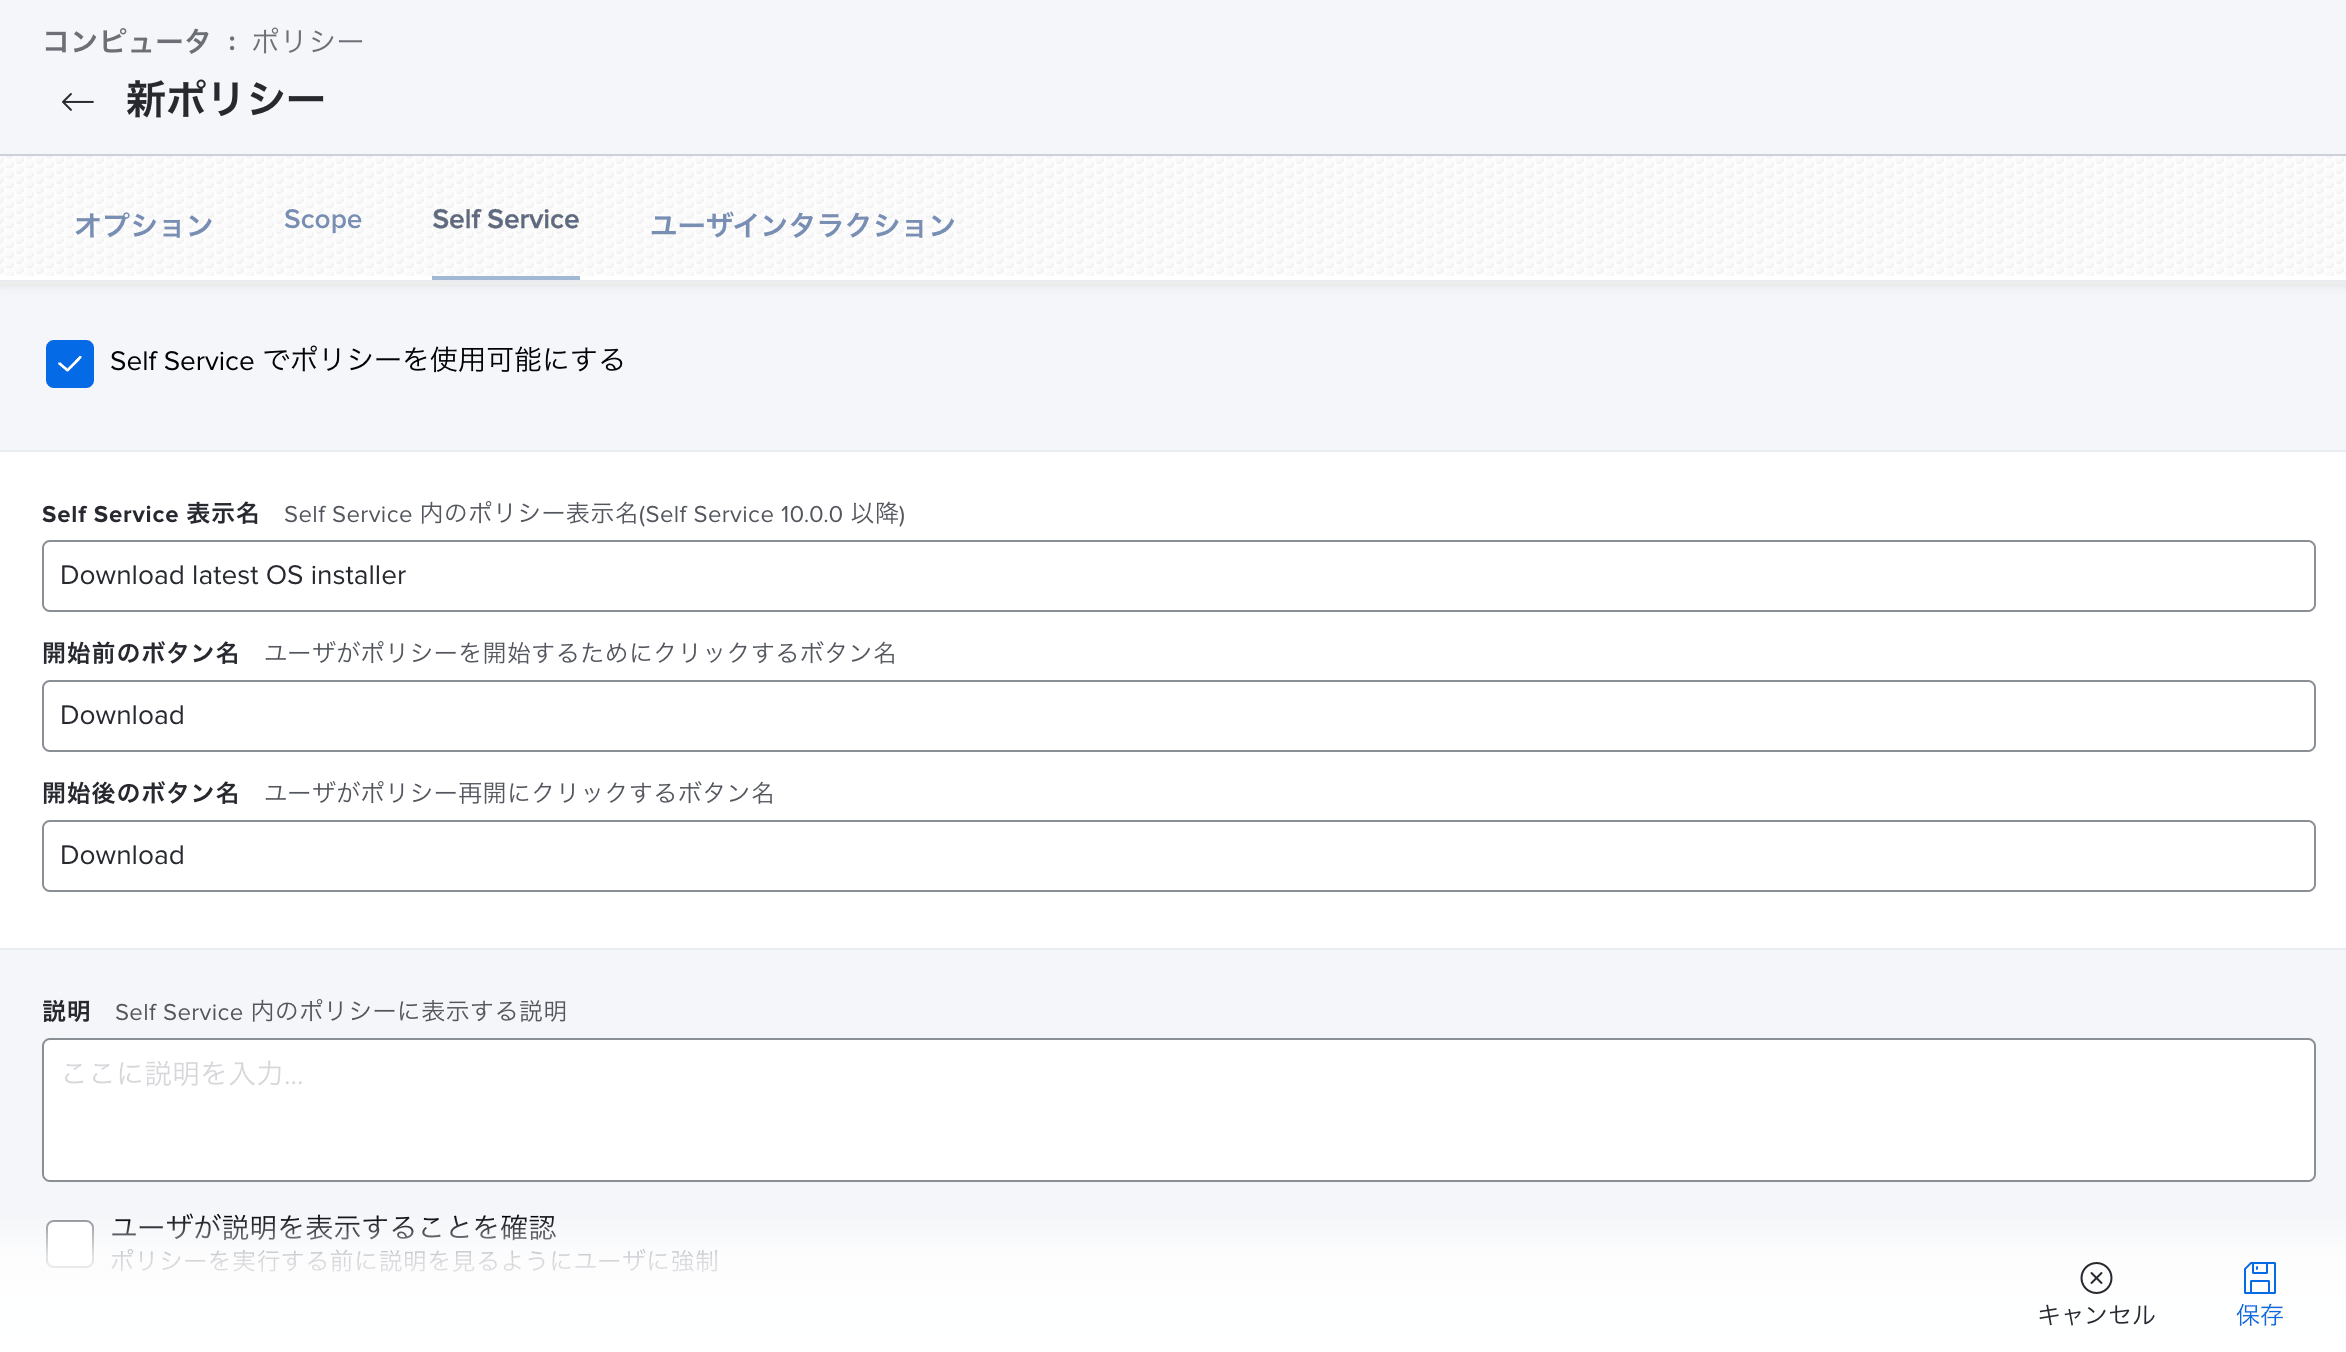 コンピュータ : ポリシー
← 新ポリシー
オプション Scope Self Service ユーザインタラクション
Self Service でポリシーを使用可能にする
Self Service 表示名 Self Service 内のポリシー表示名(Self Service 10.0.0 以降)
Download latest OS installer
開始前のボタン名 ユーザがポリシーを開始するためにクリックするボタン名
Download
開始後のボタン名 ユーザがポリシー再開にクリックするボタン名
Download
説明 Self Service 内のポリシーに表示する説明
ここに説明を入力...
ユーザが説明を表示することを確認
ポリシーを実行する前に説明を見るようにユーザに強制
キャンセル 保存